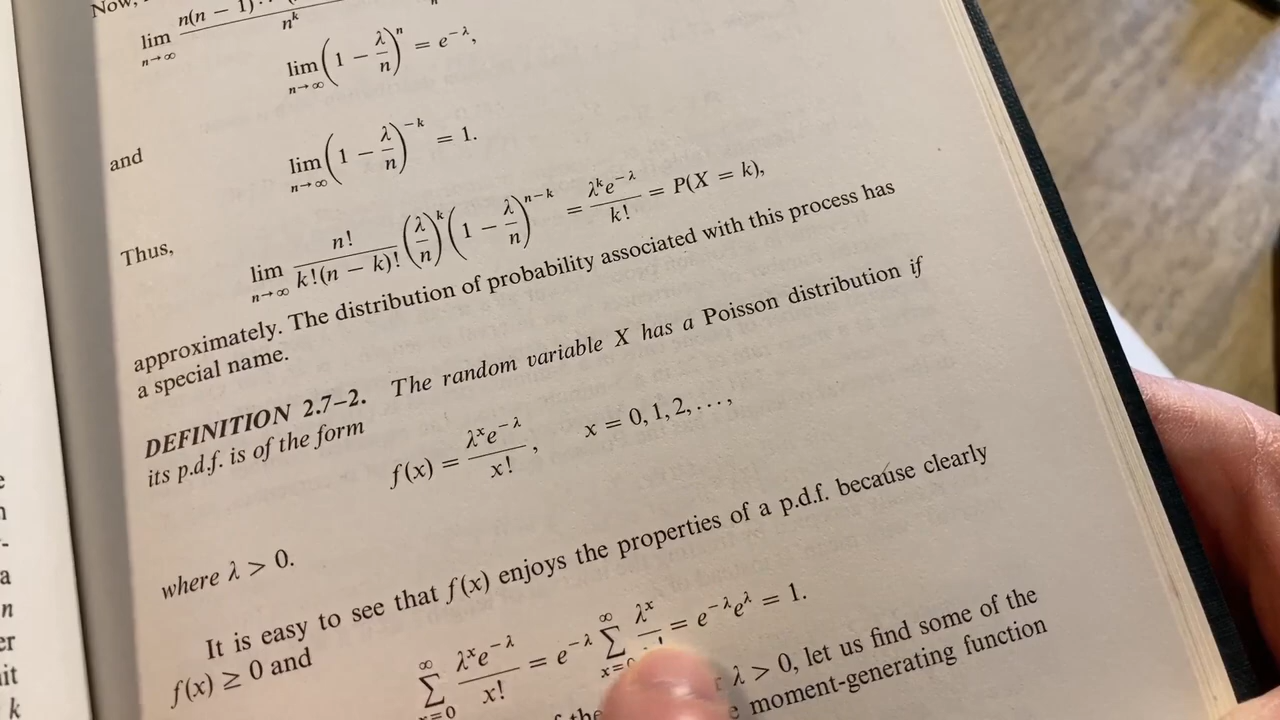 Now,
lim n→∞ n(n − 1) / n^k
lim n→∞ (1 − λ/n)^n = e^−λ,
and
lim n→∞ (1 − λ/n)^−k = 1.
Thus,
lim n→∞ n!/k!(n − k)! (λ/n)^k (1 − λ/n)^n−k = λ^k e^−λ/k! = P(X = k),
approximately. The distribution of probability associated with this process has
a special name.
DEFINITION 2.7–2. The random variable X has a Poisson distribution if
its p.d.f. is of the form
f(x) = λ^x e^−λ/x!, x = 0, 1, 2, . . . ,
where λ > 0.
It is easy to see that f(x) enjoys the properties of a p.d.f. because clearly
f(x) ≥ 0 and
∞ ∑ x=0 λ^x e^−λ/x! = e^−λ ∞ ∑ x=0 λ^x/! = e^−λ e^λ = 1.
λ > 0, let us find some of the
of the moment-generating function